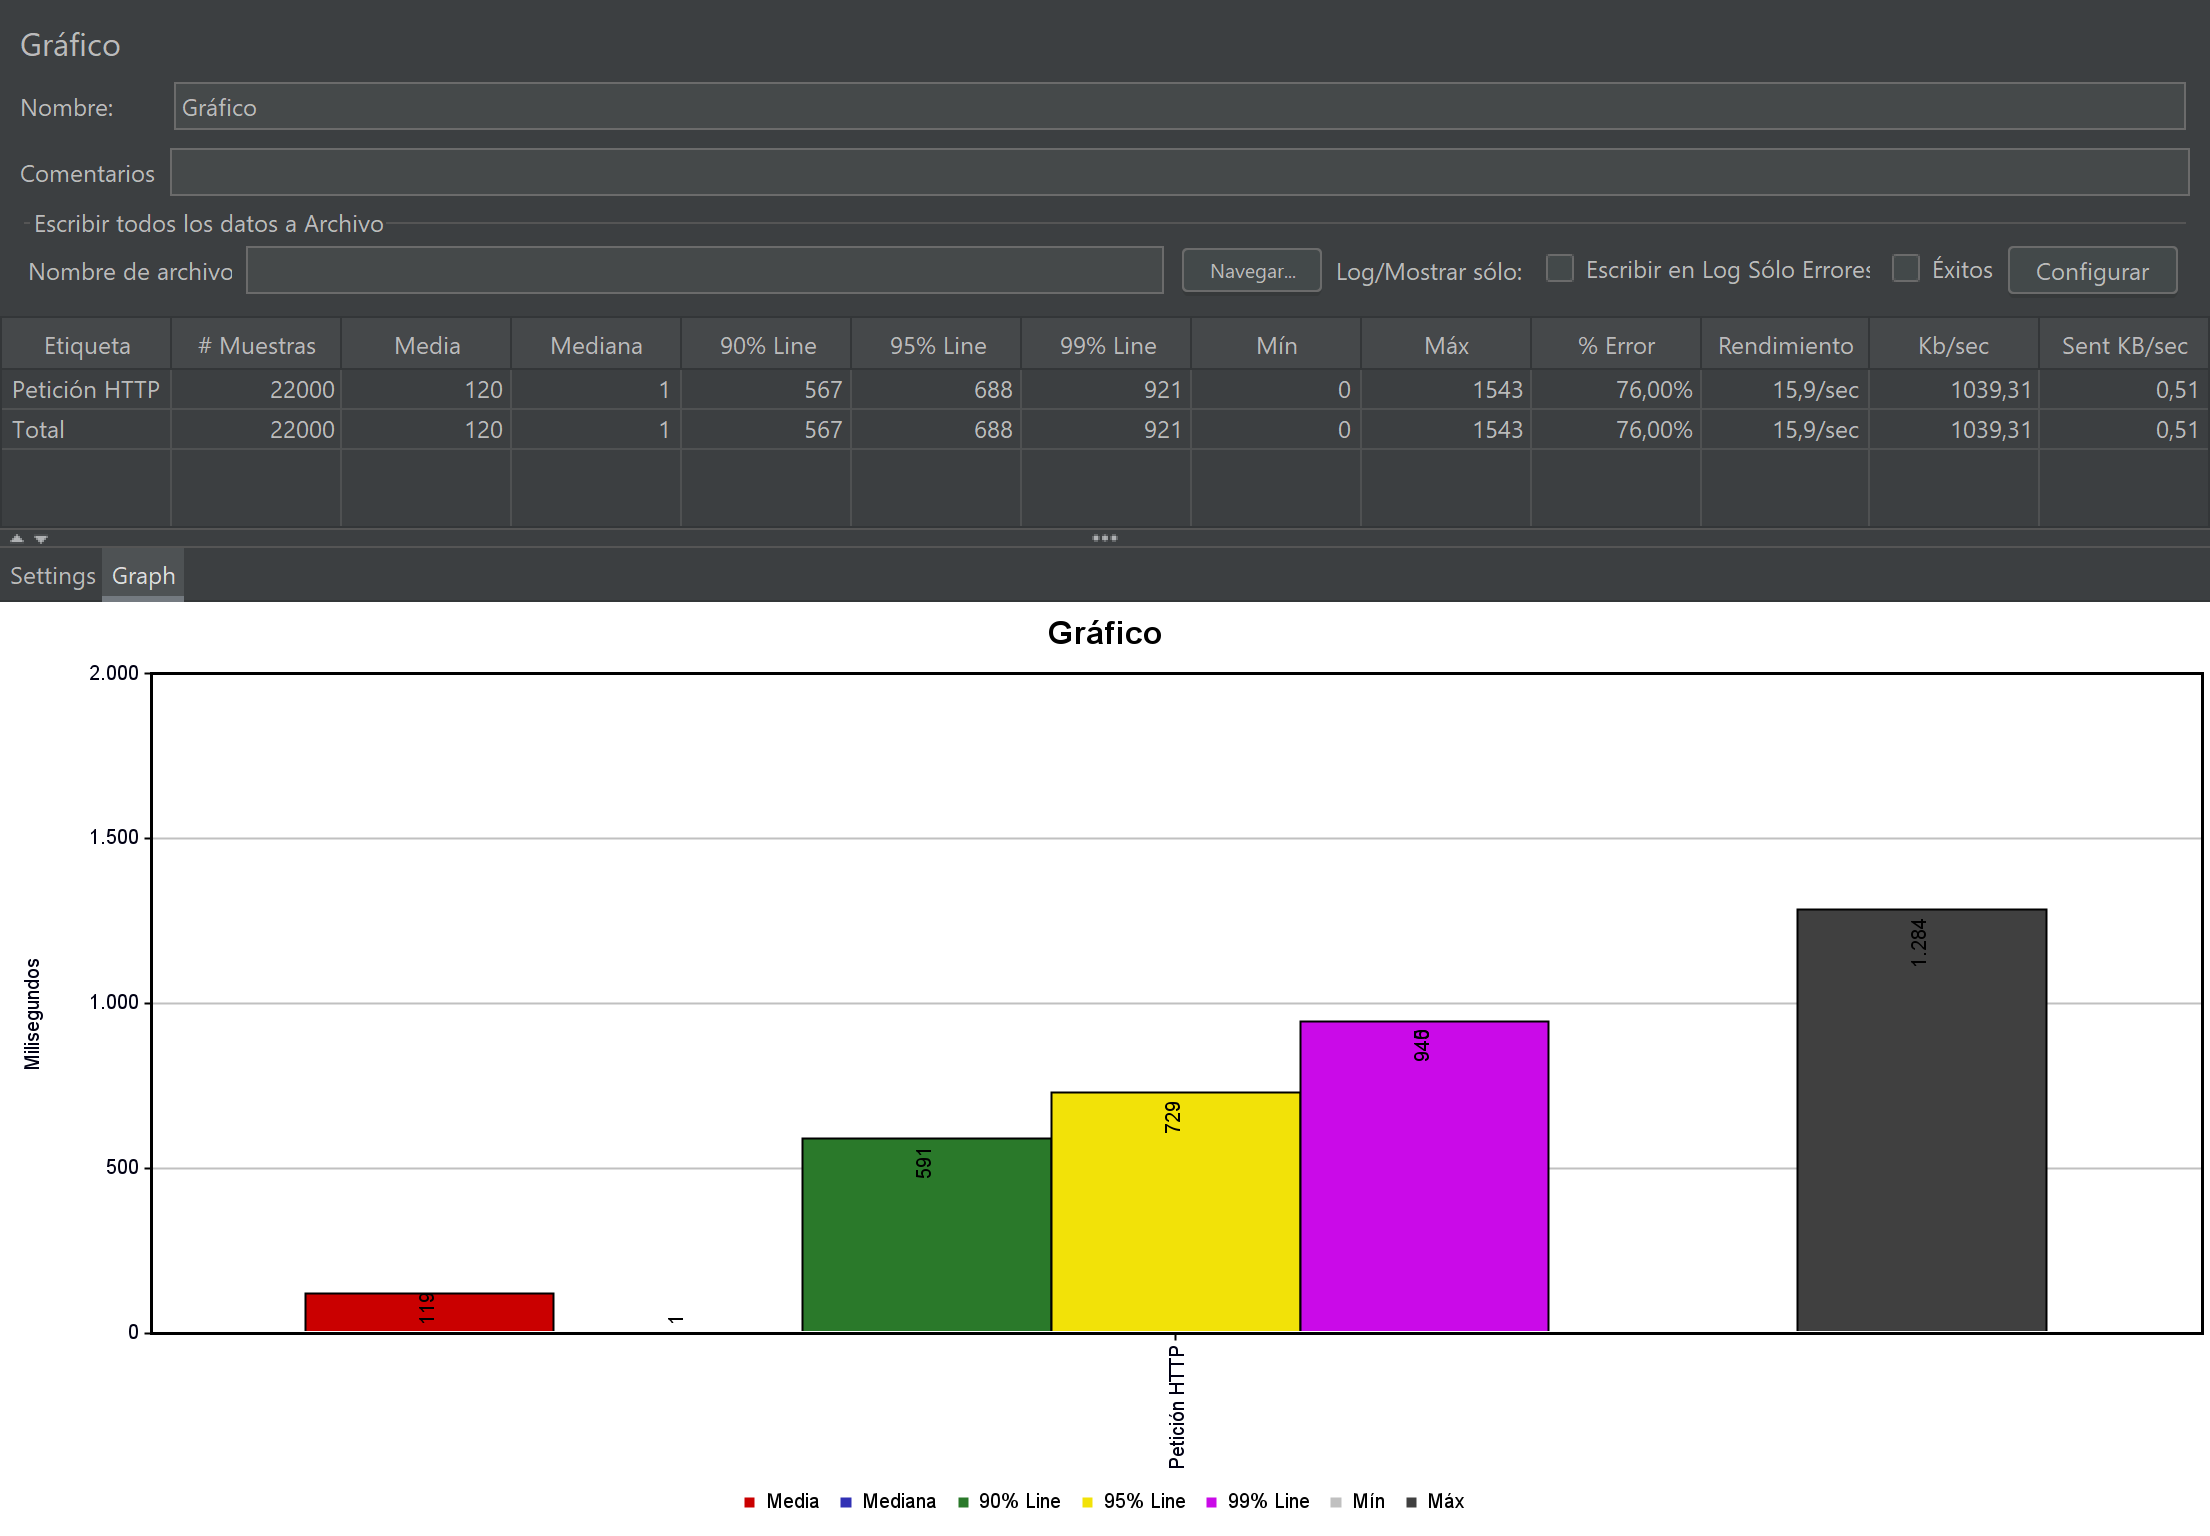 Gráfico
Nombre: Gráfico
Comentarios
Escribir todos los datos a Archivo
Nombre de archivo Navegar... Log/Mostrar sólo: Escribir en Log Sólo Errores Éxitos Configurar
Etiqueta # Muestras Media Mediana 90% Line 95% Line 99% Line Mín Máx % Error Rendimiento Kb/sec Sent KB/sec
Petición HTTP 22000 120 1 567 688 921 0 1543 76,00% 15,9/sec 1039,31 0,51
Total 22000 120 1 567 688 921 0 1543 76,00% 15,9/sec 1039,31 0,51
Settings Graph
Gráfico
2.000
1.500
1.000
500
0
Milisegundos
119
1
591
729
1.284
Petición HTTP
Media Mediana 90% Line 95% Line 99% Line Mín Máx